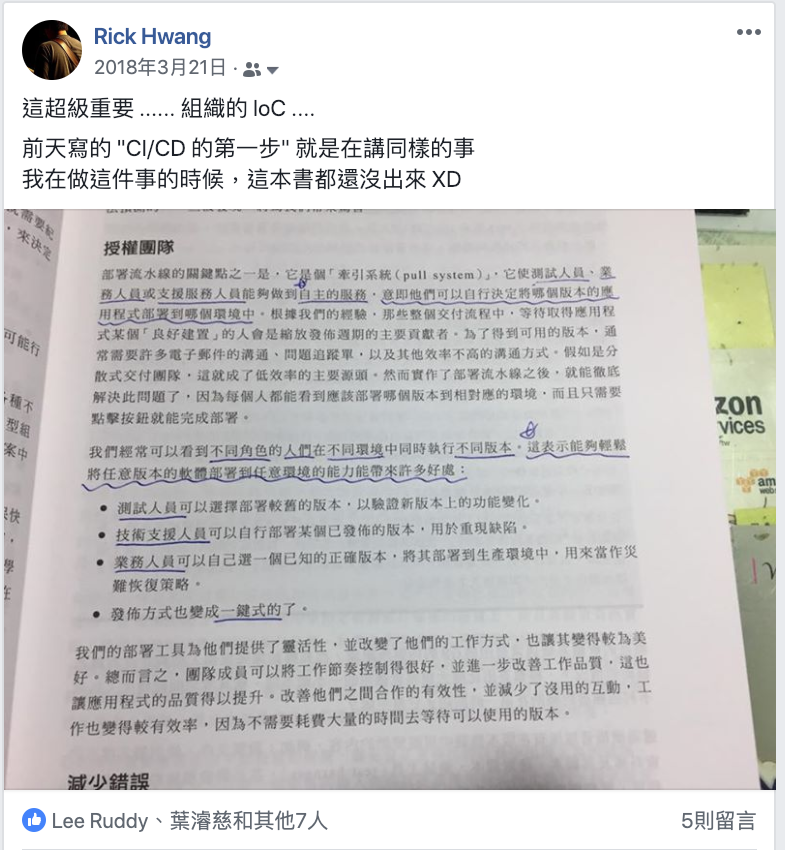 Rick Hwang
2018年3月21日 ·
這超級重要 ...... 組織的 IoC ....
前天寫的 "CI/CD 的第一步" 就是在講同樣的事
我在做這件事的時候，這本書都還沒出來 XD
來決定
可能行
各種不
型組
案中
學
在
授權團隊
部署流水線的關鍵點之一是，它是個「牽引系統（pull system）」，它使測試人員、業
務人員或支援服務人員能夠做到自主的服務，意即他們可以自行決定將哪個版本的應
用程式部署到哪個環境中。根據我們的經驗，那些整個交付流程中，等待取得應用程
式某個「良好建置」的人會是縮放發佈週期的主要貢獻者。為了得到可用的版本，通
常需要許多電子郵件的溝通、問題追蹤單，以及其他效率不高的溝通方式。假如是分
散式交付團隊，這就成了低效率的主要源頭。然而實作了部署流水線之後，就能徹底
解決此問題了，因為每個人都能看到應該部署哪個版本到相對應的環境，而且只需要
點擊按鈕就能完成部署。
我們經常可以看到不同角色的人們在不同環境中同時執行不同版本。這表示能夠輕鬆
將任意版本的軟體部署到任意環境的能力能帶來許多好處：
• 測試人員可以選擇部署較舊的版本，以驗證新版本上的功能變化。
• 技術支援人員可以自行部署某個已發佈的版本，用於重現缺陷。
• 業務人員可以自己選一個已知的正確版本，將其部署到生產環境中，用來當作災
難恢復策略。
• 發佈方式也變成一鍵式的了。
我們的部署工具為他們提供了靈活性，並改變了他們的工作方式，也讓其變得較為美
好。總而言之，團隊成員可以將工作節奏控制得很好，並進一步改善工作品質，這也
讓應用程式的品質得以提升。改善他們之間合作的有效性，並減少了沒用的互動，工
作也變得較有效率，因為不需要耗費大量的時間去等待可以使用的版本。
減少錯誤
zon
vices
am
web
Lee Ruddy、葉濬慈和其他7人
5則留言